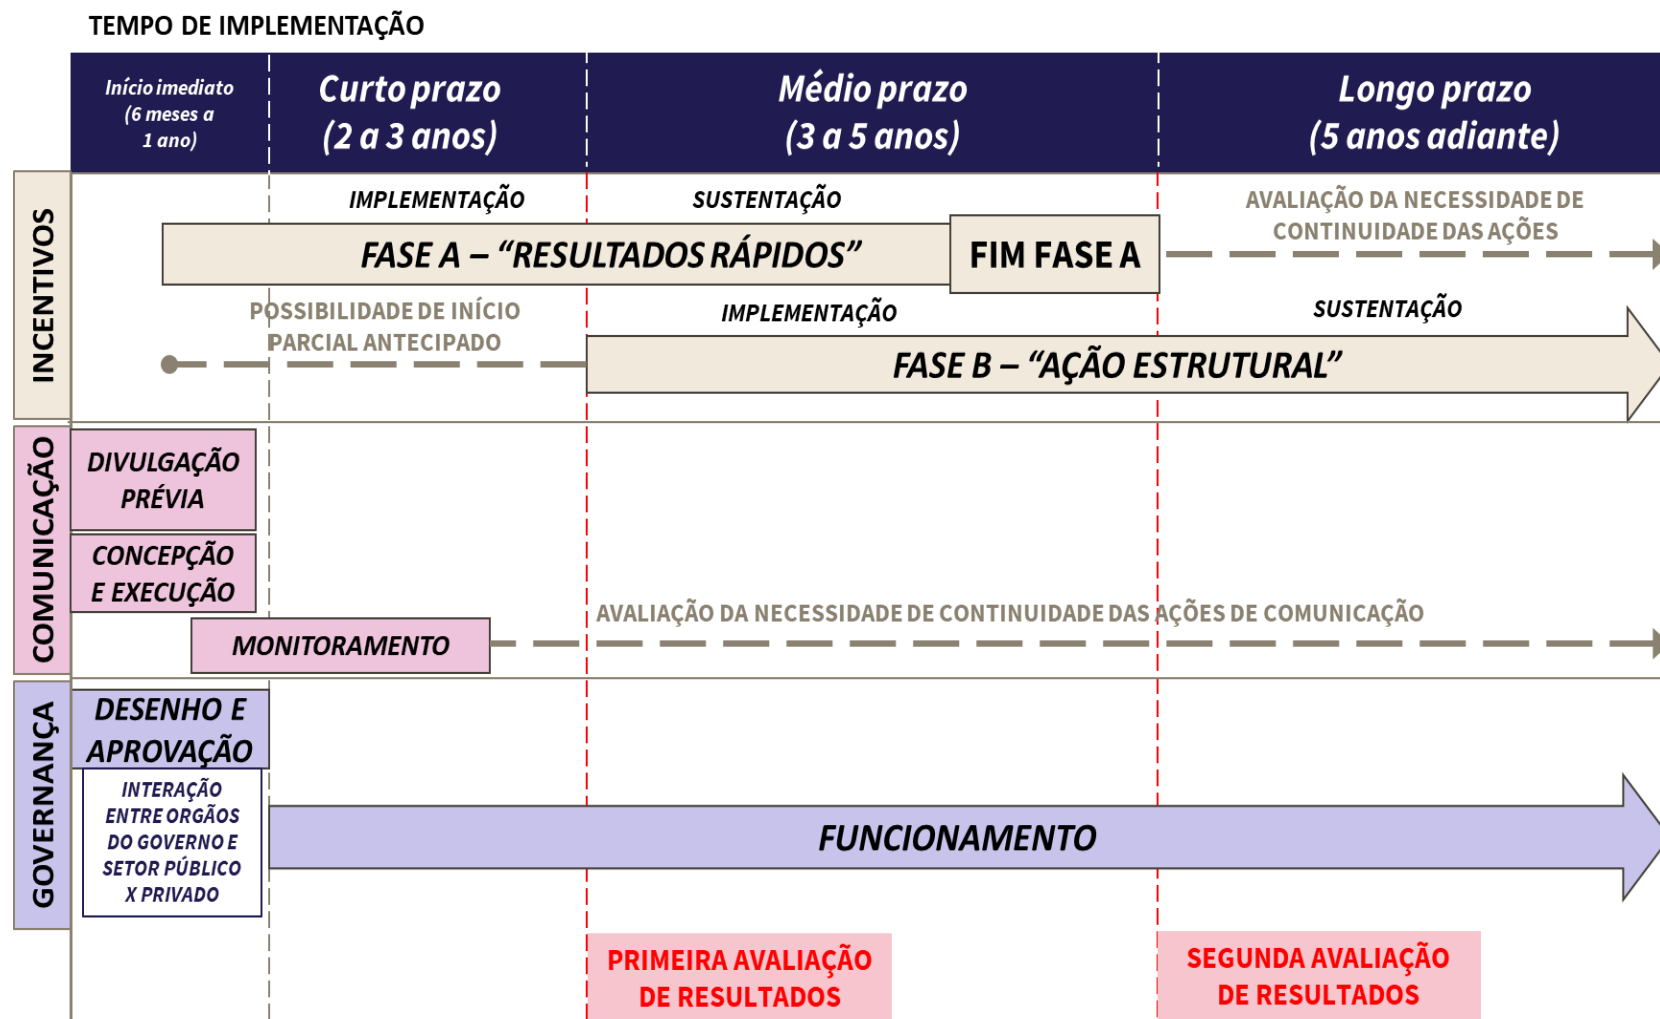 TEMPO DE IMPLEMENTAÇÃO
Início imediato
(6 meses a
1 ano)
Curto prazo
(2 a 3 anos)
Médio prazo
(3 a 5 anos)
Longo prazo
(5 anos adiante)
INCENTIVOS
IMPLEMENTAÇÃO
SUSTENTAÇÃO
AVALIAÇÃO DA NECESSIDADE DE
CONTINUIDADE DAS AÇÕES
FASE A – “RESULTADOS RÁPIDOS”
FIM FASE A
POSSIBILIDADE DE INÍCIO
PARCIAL ANTECIPADO
IMPLEMENTAÇÃO
SUSTENTAÇÃO
FASE B – “AÇÃO ESTRUTURAL”
COMUNICAÇÃO
DIVULGAÇÃO
PRÉVIA
CONCEPÇÃO
E EXECUÇÃO
MONITORAMENTO
AVALIAÇÃO DA NECESSIDADE DE CONTINUIDADE DAS AÇÕES DE COMUNICAÇÃO
GOVERNANÇA
DESENHO E
APROVAÇÃO
INTERAÇÃO
ENTRE ORGÃOS
DO GOVERNO E
SETOR PÚBLICO
X PRIVADO
FUNCIONAMENTO
PRIMEIRA AVALIAÇÃO
DE RESULTADOS
SEGUNDA AVALIAÇÃO
DE RESULTADOS